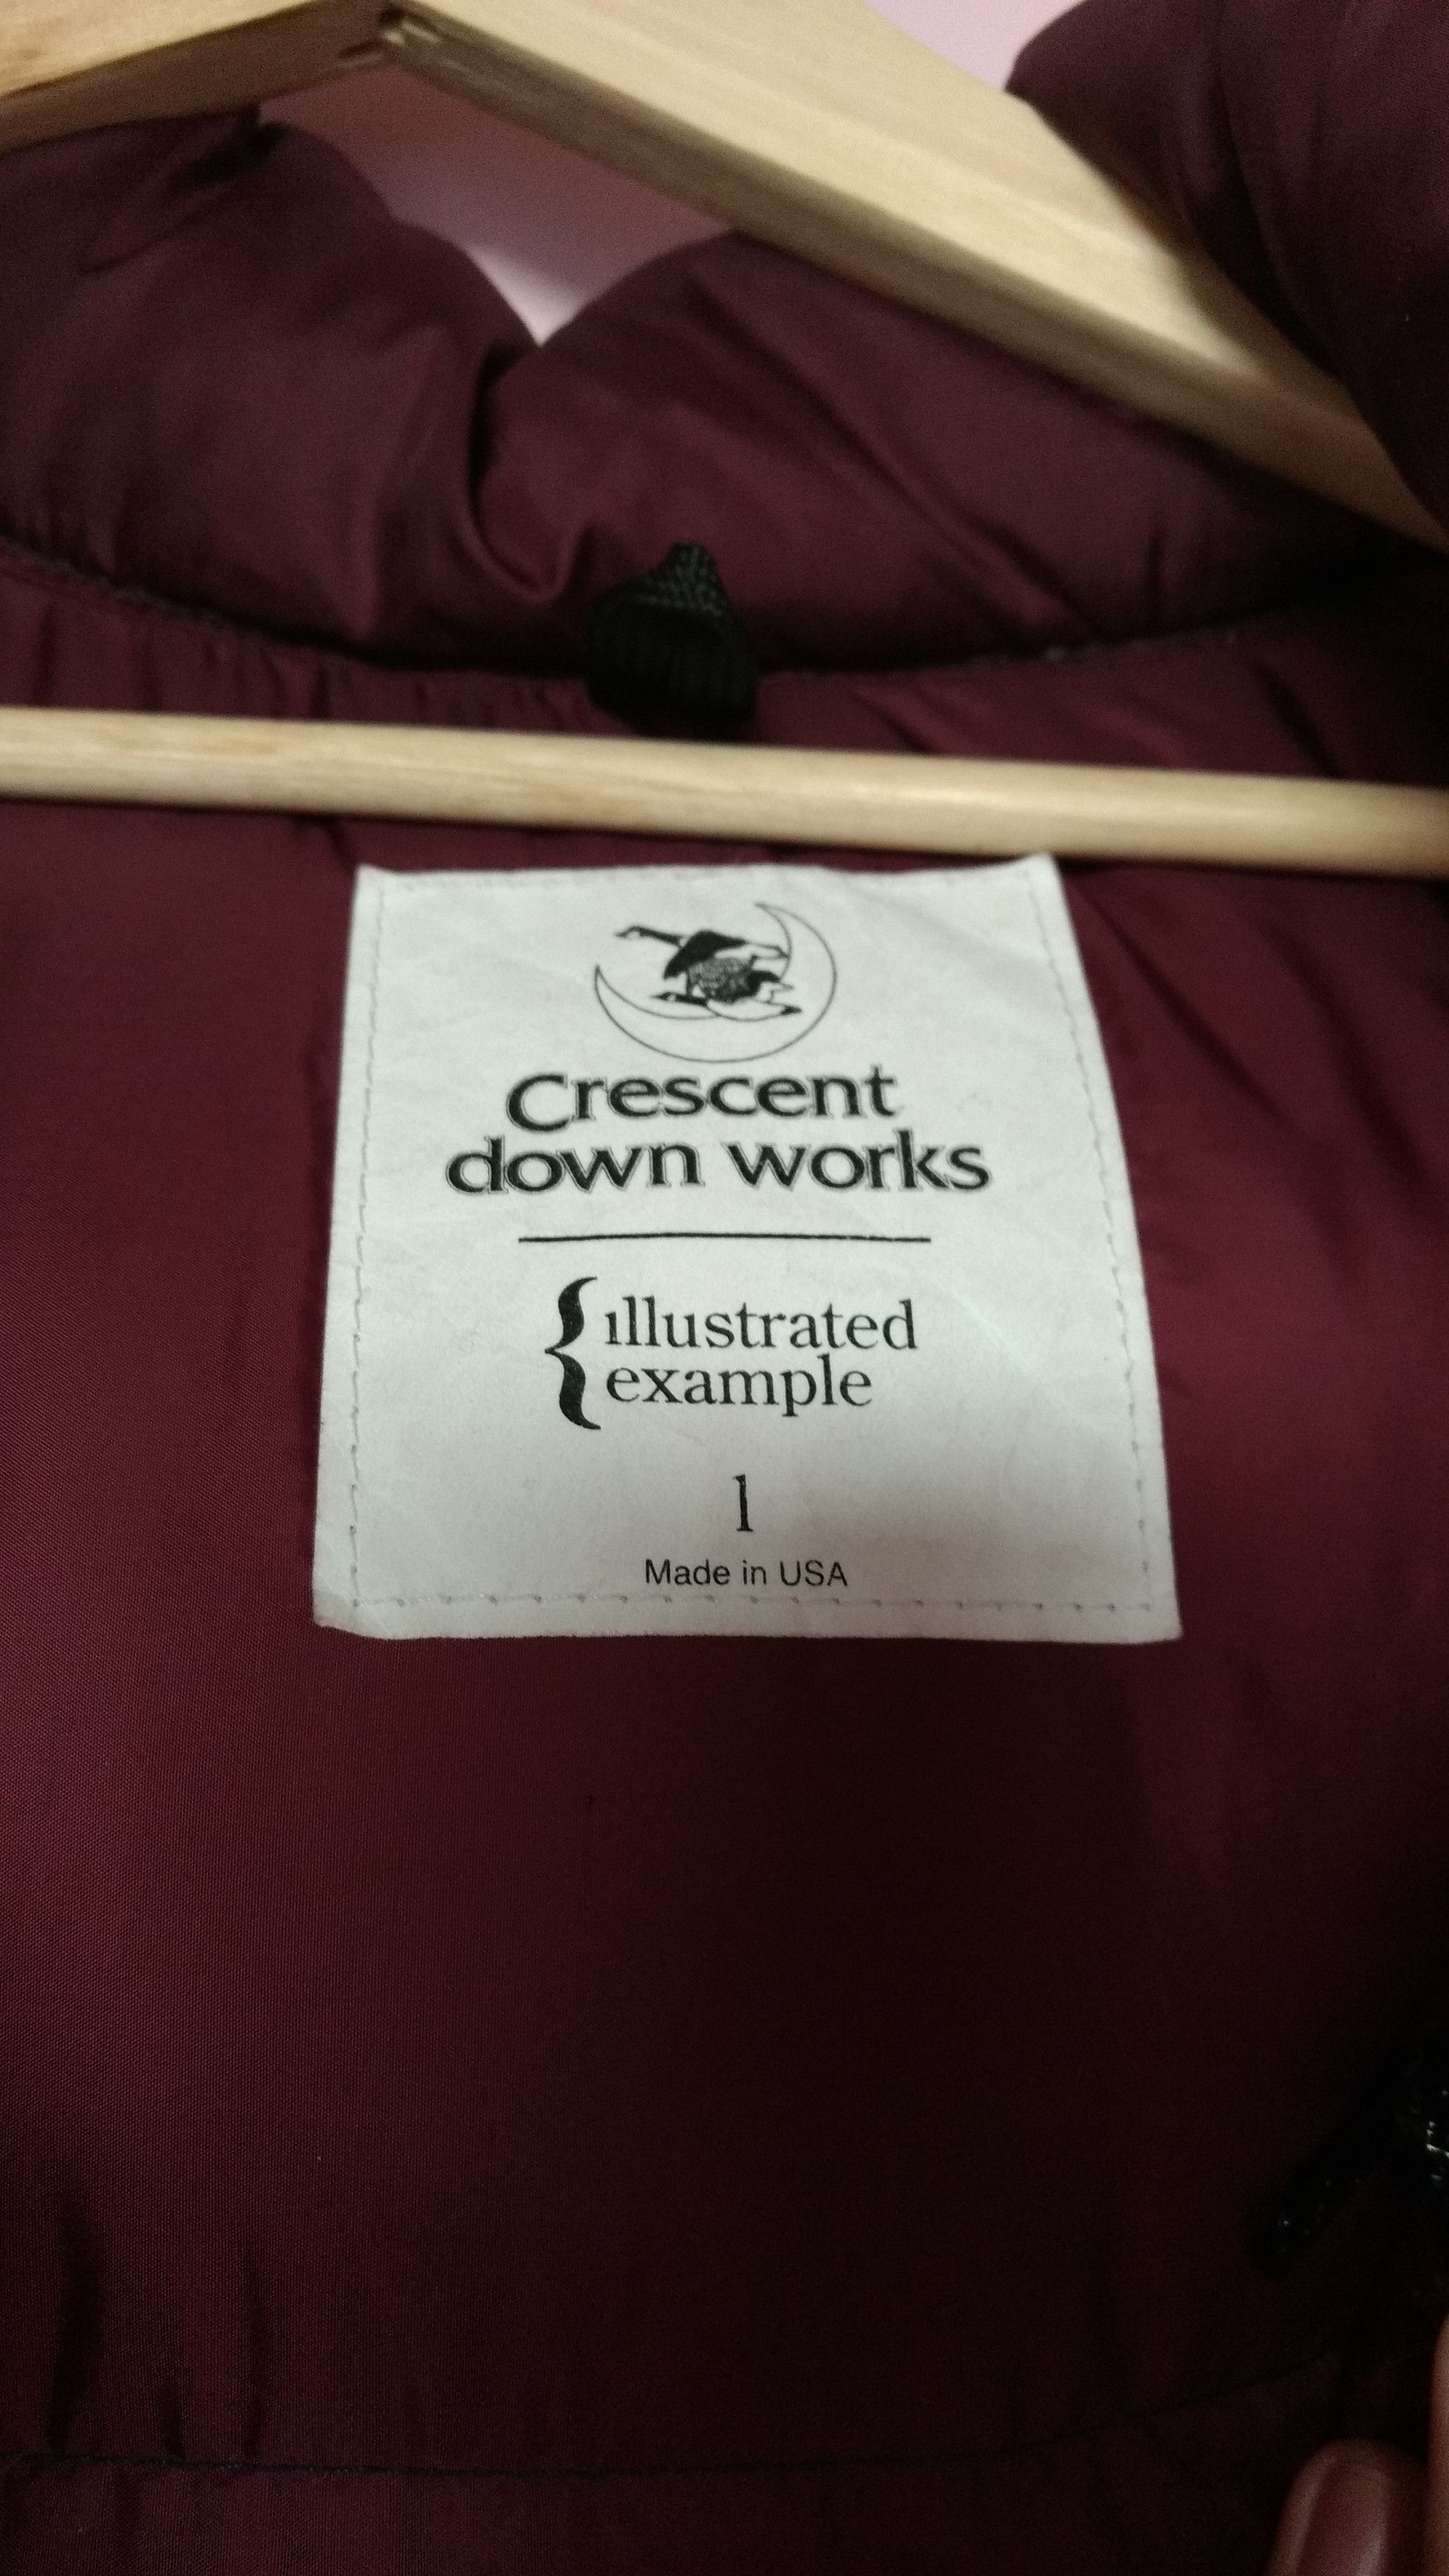 Crescent
down works
illustrated
example
1
Made in USA